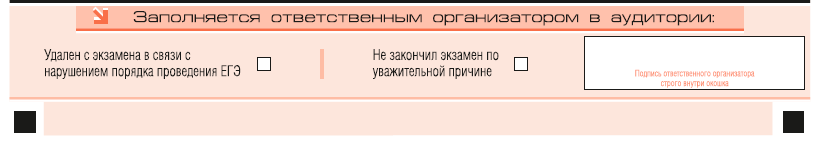 Заполняется ответственным организатором в аудитории:
Удален с экзамена в связи с
нарушением порядка проведения ЕГЭ
Не закончил экзамен по
уважительной причине
Подпись ответственного организатора
строго внутри окошка